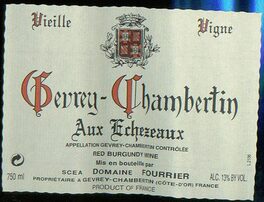 Vieille Vigne
Gevrey-Chambertin
Aux Echezeaux
APPELLATION GEVREY-CHAMBERTIN CONTRÔLÉE
RED BURGUNDY WINE
Mis en bouteille par
750 ml SCEA DOMAINE FOURRIER ALC. 13% BY VOL.
PROPRIÉTAIRE A GEVREY-CHAMBERTIN (CÔTE-D'OR) FRANCE
PRODUCT OF FRANCE